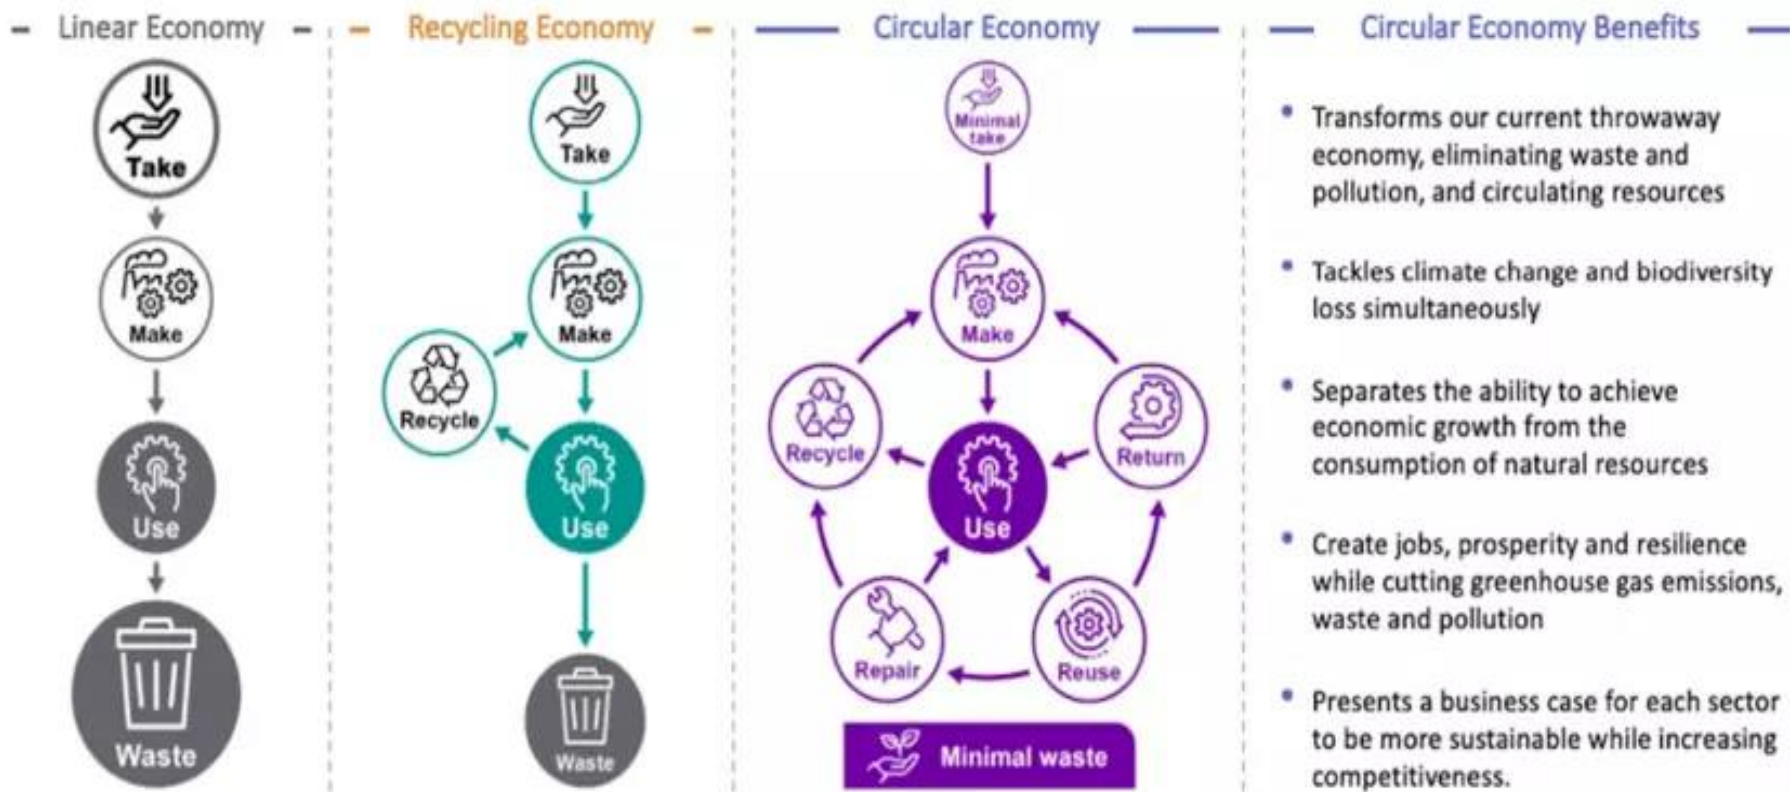 Linear Economy
Take
Make
Use
Waste
Recycling Economy
Take
Make
Recycle
Use
Waste
Circular Economy
Minimal
take
Make
Recycle
Return
Use
Repair
Reuse
Minimal waste
Circular Economy Benefits
• Transforms our current throwaway
economy, eliminating waste and
pollution, and circulating resources
• Tackles climate change and biodiversity
loss simultaneously
• Separates the ability to achieve
economic growth from the
consumption of natural resources
• Create jobs, prosperity and resilience
while cutting greenhouse gas emissions,
waste and pollution
• Presents a business case for each sector
to be more sustainable while increasing
competitiveness.